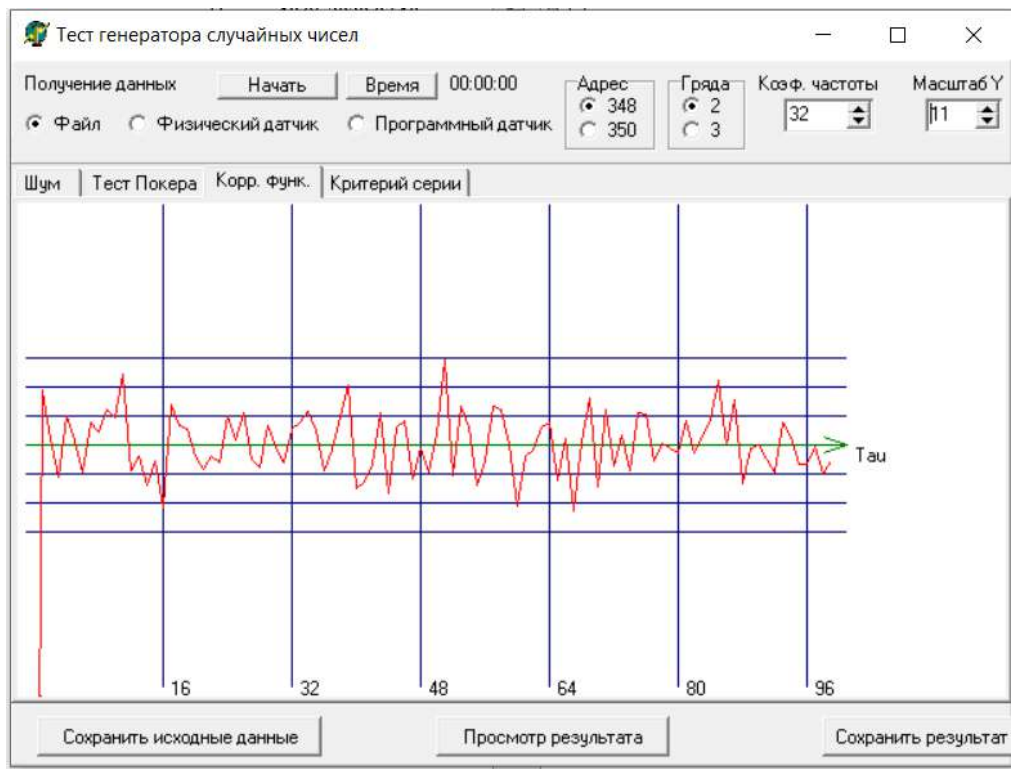 Тест генератора случайных чисел
Получение данных Начать Время 00:00:00 Адрес Гряда Коэф. частоты Масштаб Y
348 2 32 11
Файл Физический датчик Программный датчик 350 3
Шум Тест Покера Корр. функ. Критерий серии
Tau
16 32 48 64 80 96
Сохранить исходные данные Просмотр результата Сохранить результат